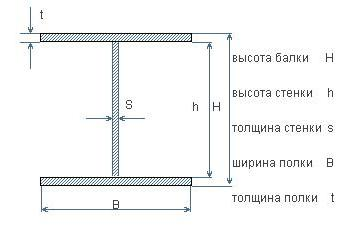 t
S
h
H
B
высота балки H
высота стенки h
толщина стенки s
ширина полки B
толщина полки t